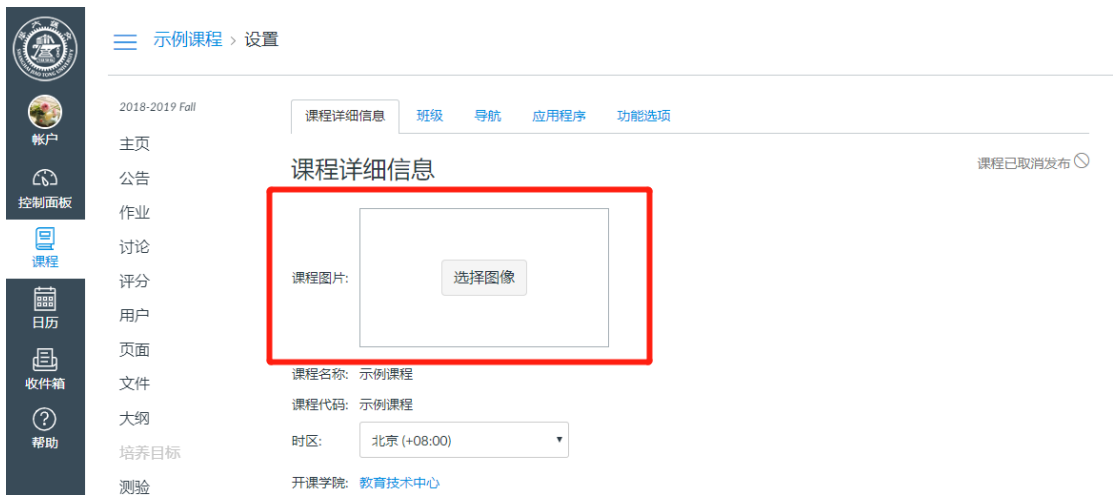 示例课程 > 设置
帐户
控制面板
课程
日历
收件箱
帮助
2018-2019 Fall
主页
公告
作业
讨论
评分
用户
页面
文件
大纲
培养目标
测验
课程详细信息 班级 导航 应用程序 功能选项
课程详细信息
课程已取消发布
课程图片: 选择图像
课程名称: 示例课程
课程代码: 示例课程
时区: 北京 (+08:00)
开课学院: 教育技术中心